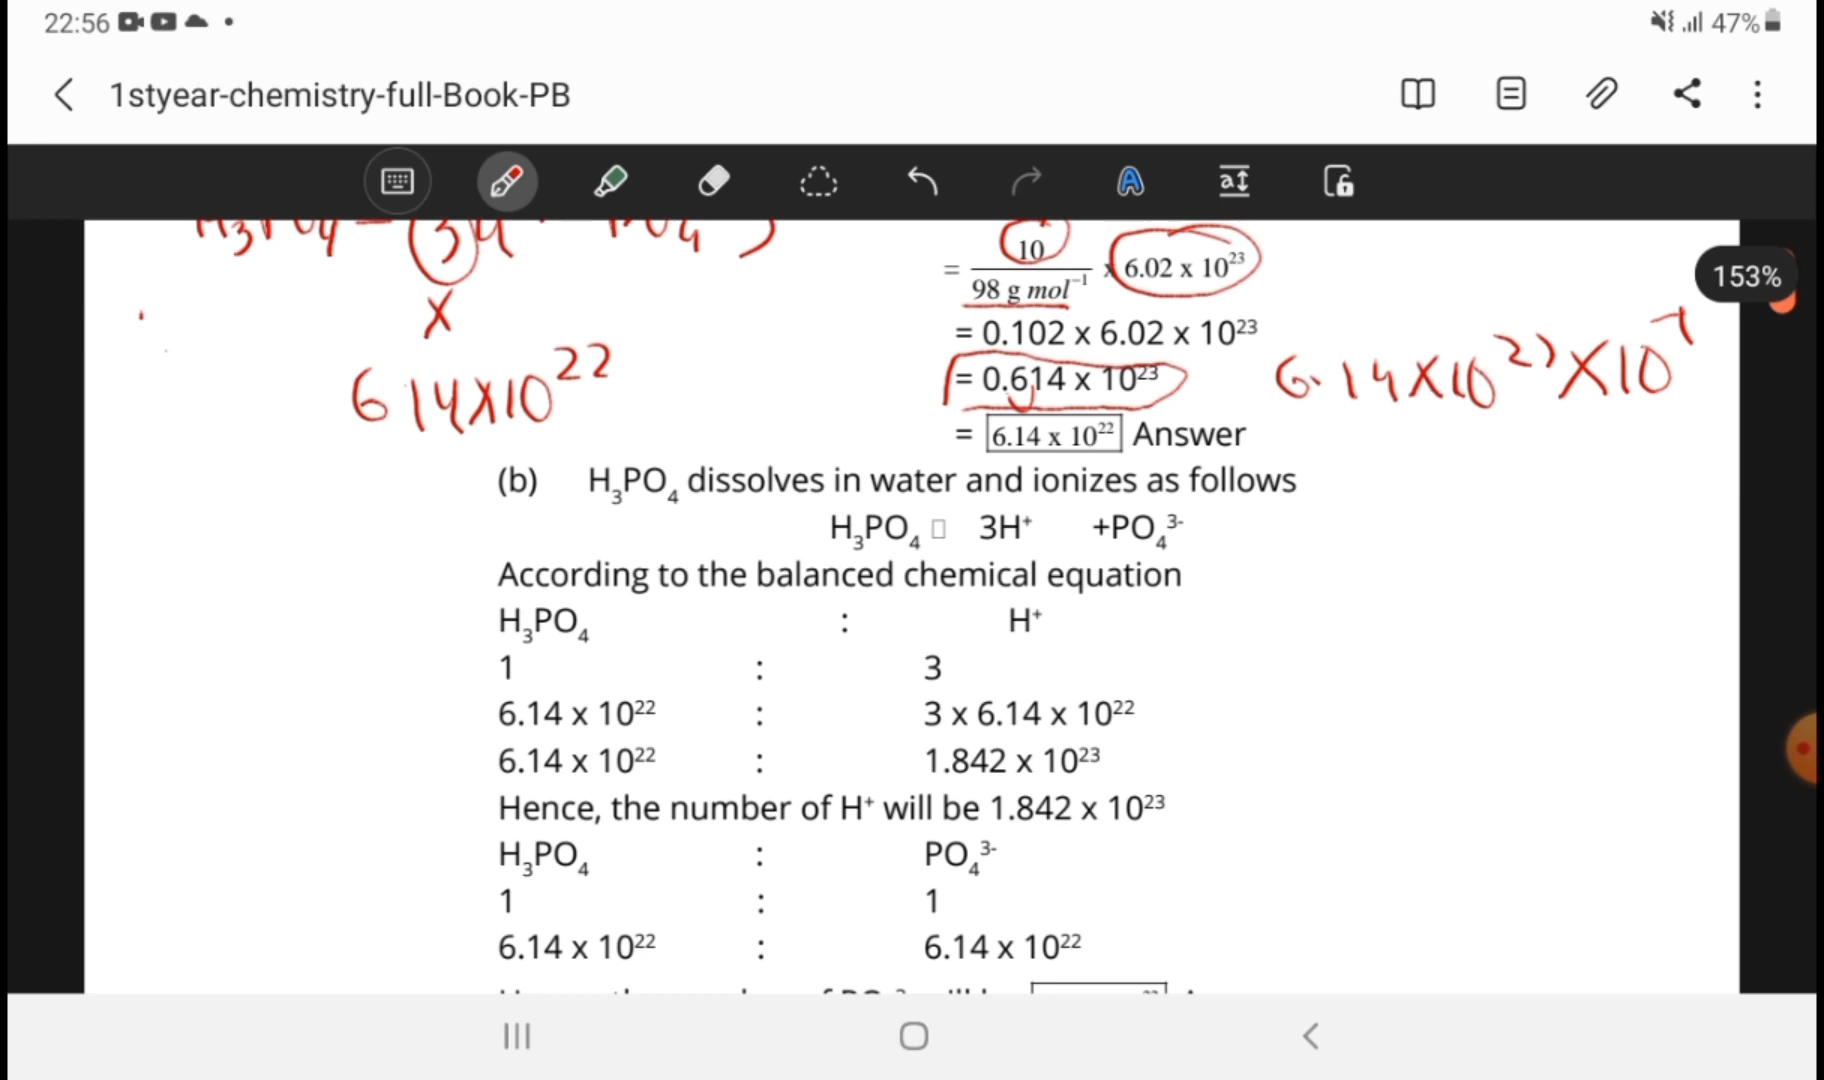 22:56
47%
1styear-chemistry-full-Book-PB
153%
= 10 / 98 g mol⁻¹ x 6.02 x 10²³
= 0.102 x 6.02 x 10²³
= 0.614 x 10²³
6.14x10²²
= 6.14 x 10²² Answer
(b) H₃PO₄ dissolves in water and ionizes as follows
H₃PO₄ 3H⁺ +PO₄³⁻
According to the balanced chemical equation
H₃PO₄ : H⁺
1 : 3
6.14 x 10²² : 3 x 6.14 x 10²²
6.14 x 10²² : 1.842 x 10²³
Hence, the number of H⁺ will be 1.842 x 10²³
H₃PO₄ : PO₄³⁻
1 : 1
6.14 x 10²² : 6.14 x 10²²